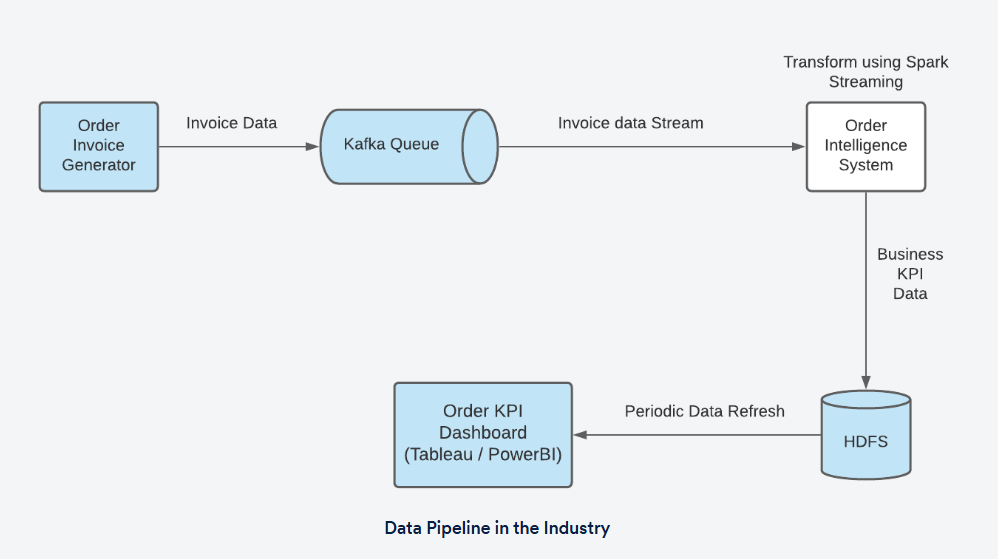 Transform using Spark
Streaming
Order
Invoice
Generator
Invoice Data
Kafka Queue
Invoice data Stream
Order
Intelligence
System
Business
KPI
Data
Order KPI
Dashboard
(Tableau / PowerBI)
Periodic Data Refresh
HDFS
Data Pipeline in the Industry